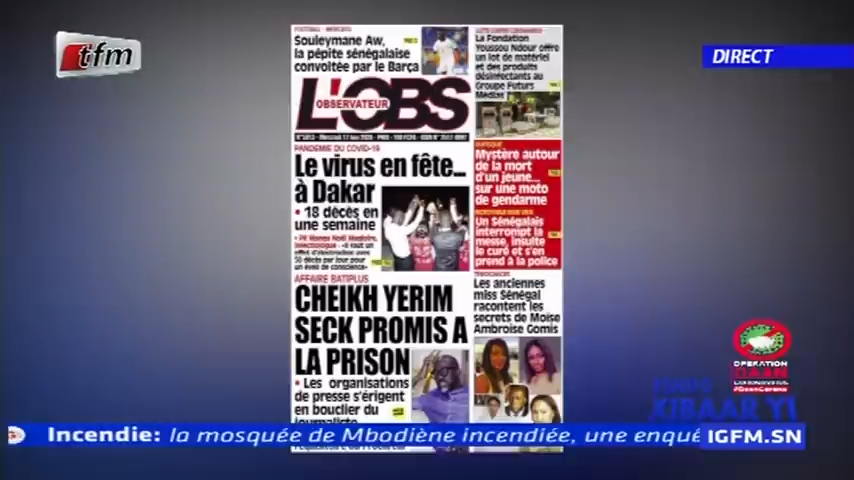 tfm
DIRECT
FOOTBALL - MERCATO
Souleymane Aw,
la pépite sénégalaise
convoitée par le Barça
L'OBS
OBSERVATEUR
PANDEMIE DU COVID-19
Le virus en fête...
à Dakar
• 18 décès en
une semaine
AFFAIRE BATIPLUS
CHEIKH YERIM
SECK PROMIS A
LA PRISON
• Les organisations
de presse s'érigent
en bouclier du
journaliste
La Fondation
Youssou Ndour offre
un lot de matériel
et des produits
désinfectants au
Groupe Futurs
Médias
Mystère autour
de la mort
d'un jeune...
sur une moto
de gendarme
Un Sénégalais
interrompt la
messe, insulte
le curé et s'en
prend à la police
Les anciennes
miss Sénégal
racontent les
secrets de Moïse
Ambroise Gomis
OPERATION
XIBAAR YI
Incendie: la mosquée de Mbodiène incendiée, une enquê
IGFM.SN